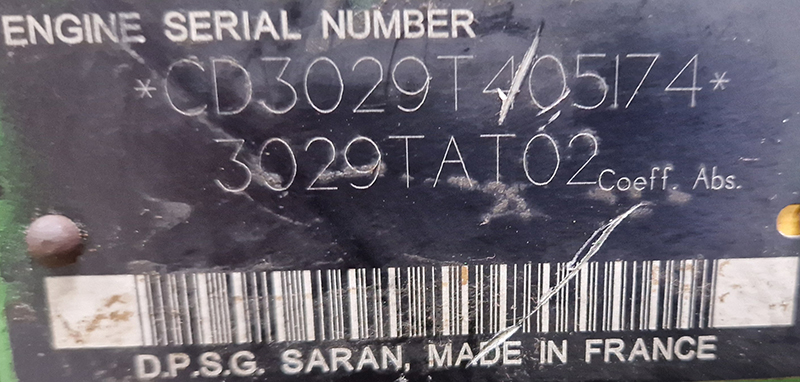 ENGINE SERIAL NUMBER
*CD3029T405174*
3029TAT02 Coeff. Abs.
D.P.S.G. SARAN, MADE IN FRANCE